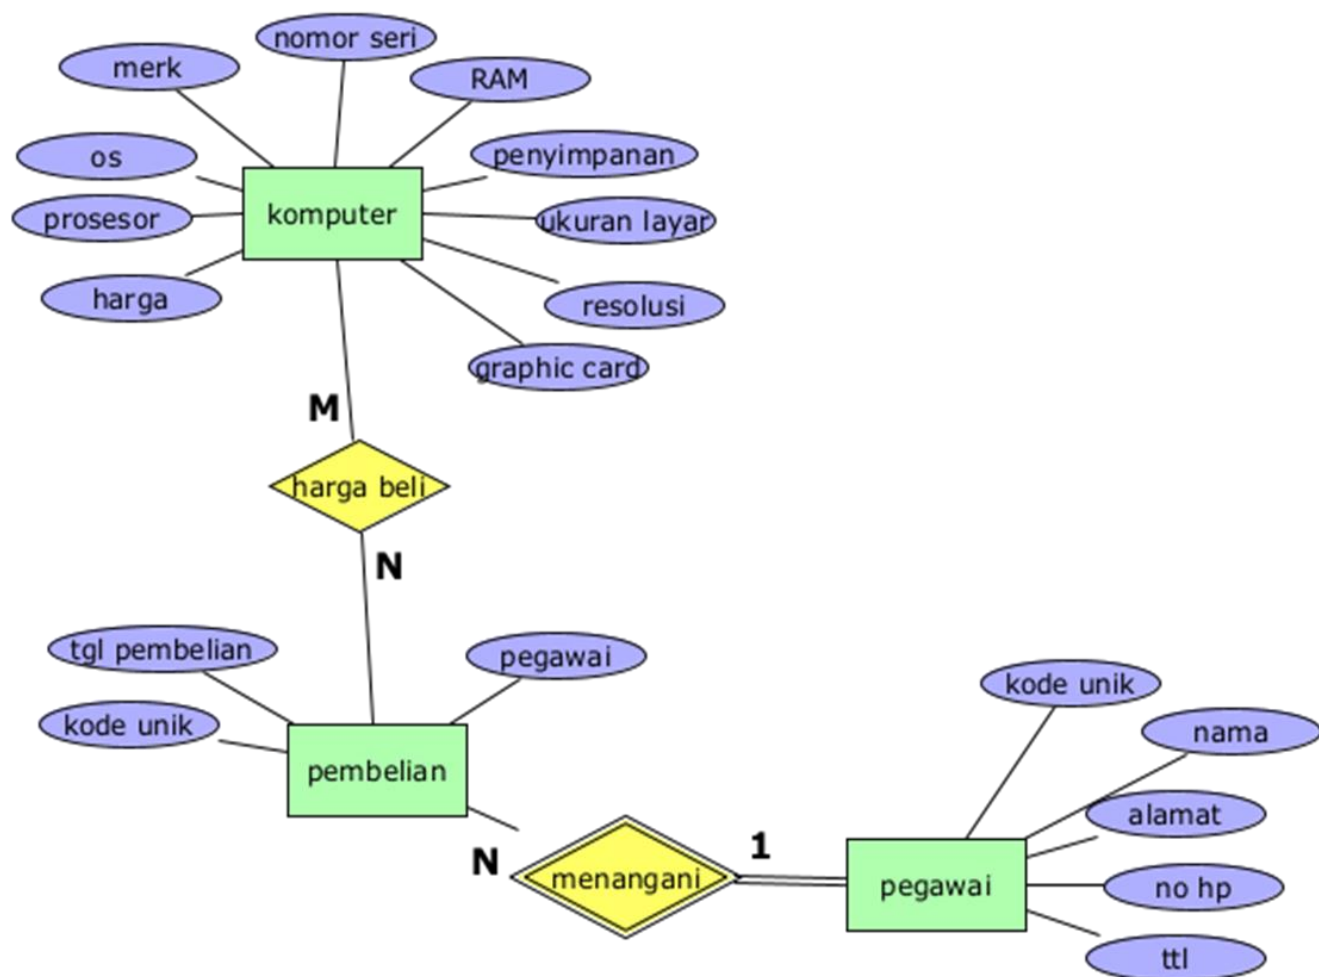 nomor seri
merk
RAM
os
penyimpanan
prosesor
komputer
ukuran layar
harga
resolusi
graphic card
M
harga beli
N
tgl pembelian
pegawai
kode unik
kode unik
nama
pembelian
alamat
N
menangani
1
pegawai
no hp
ttl